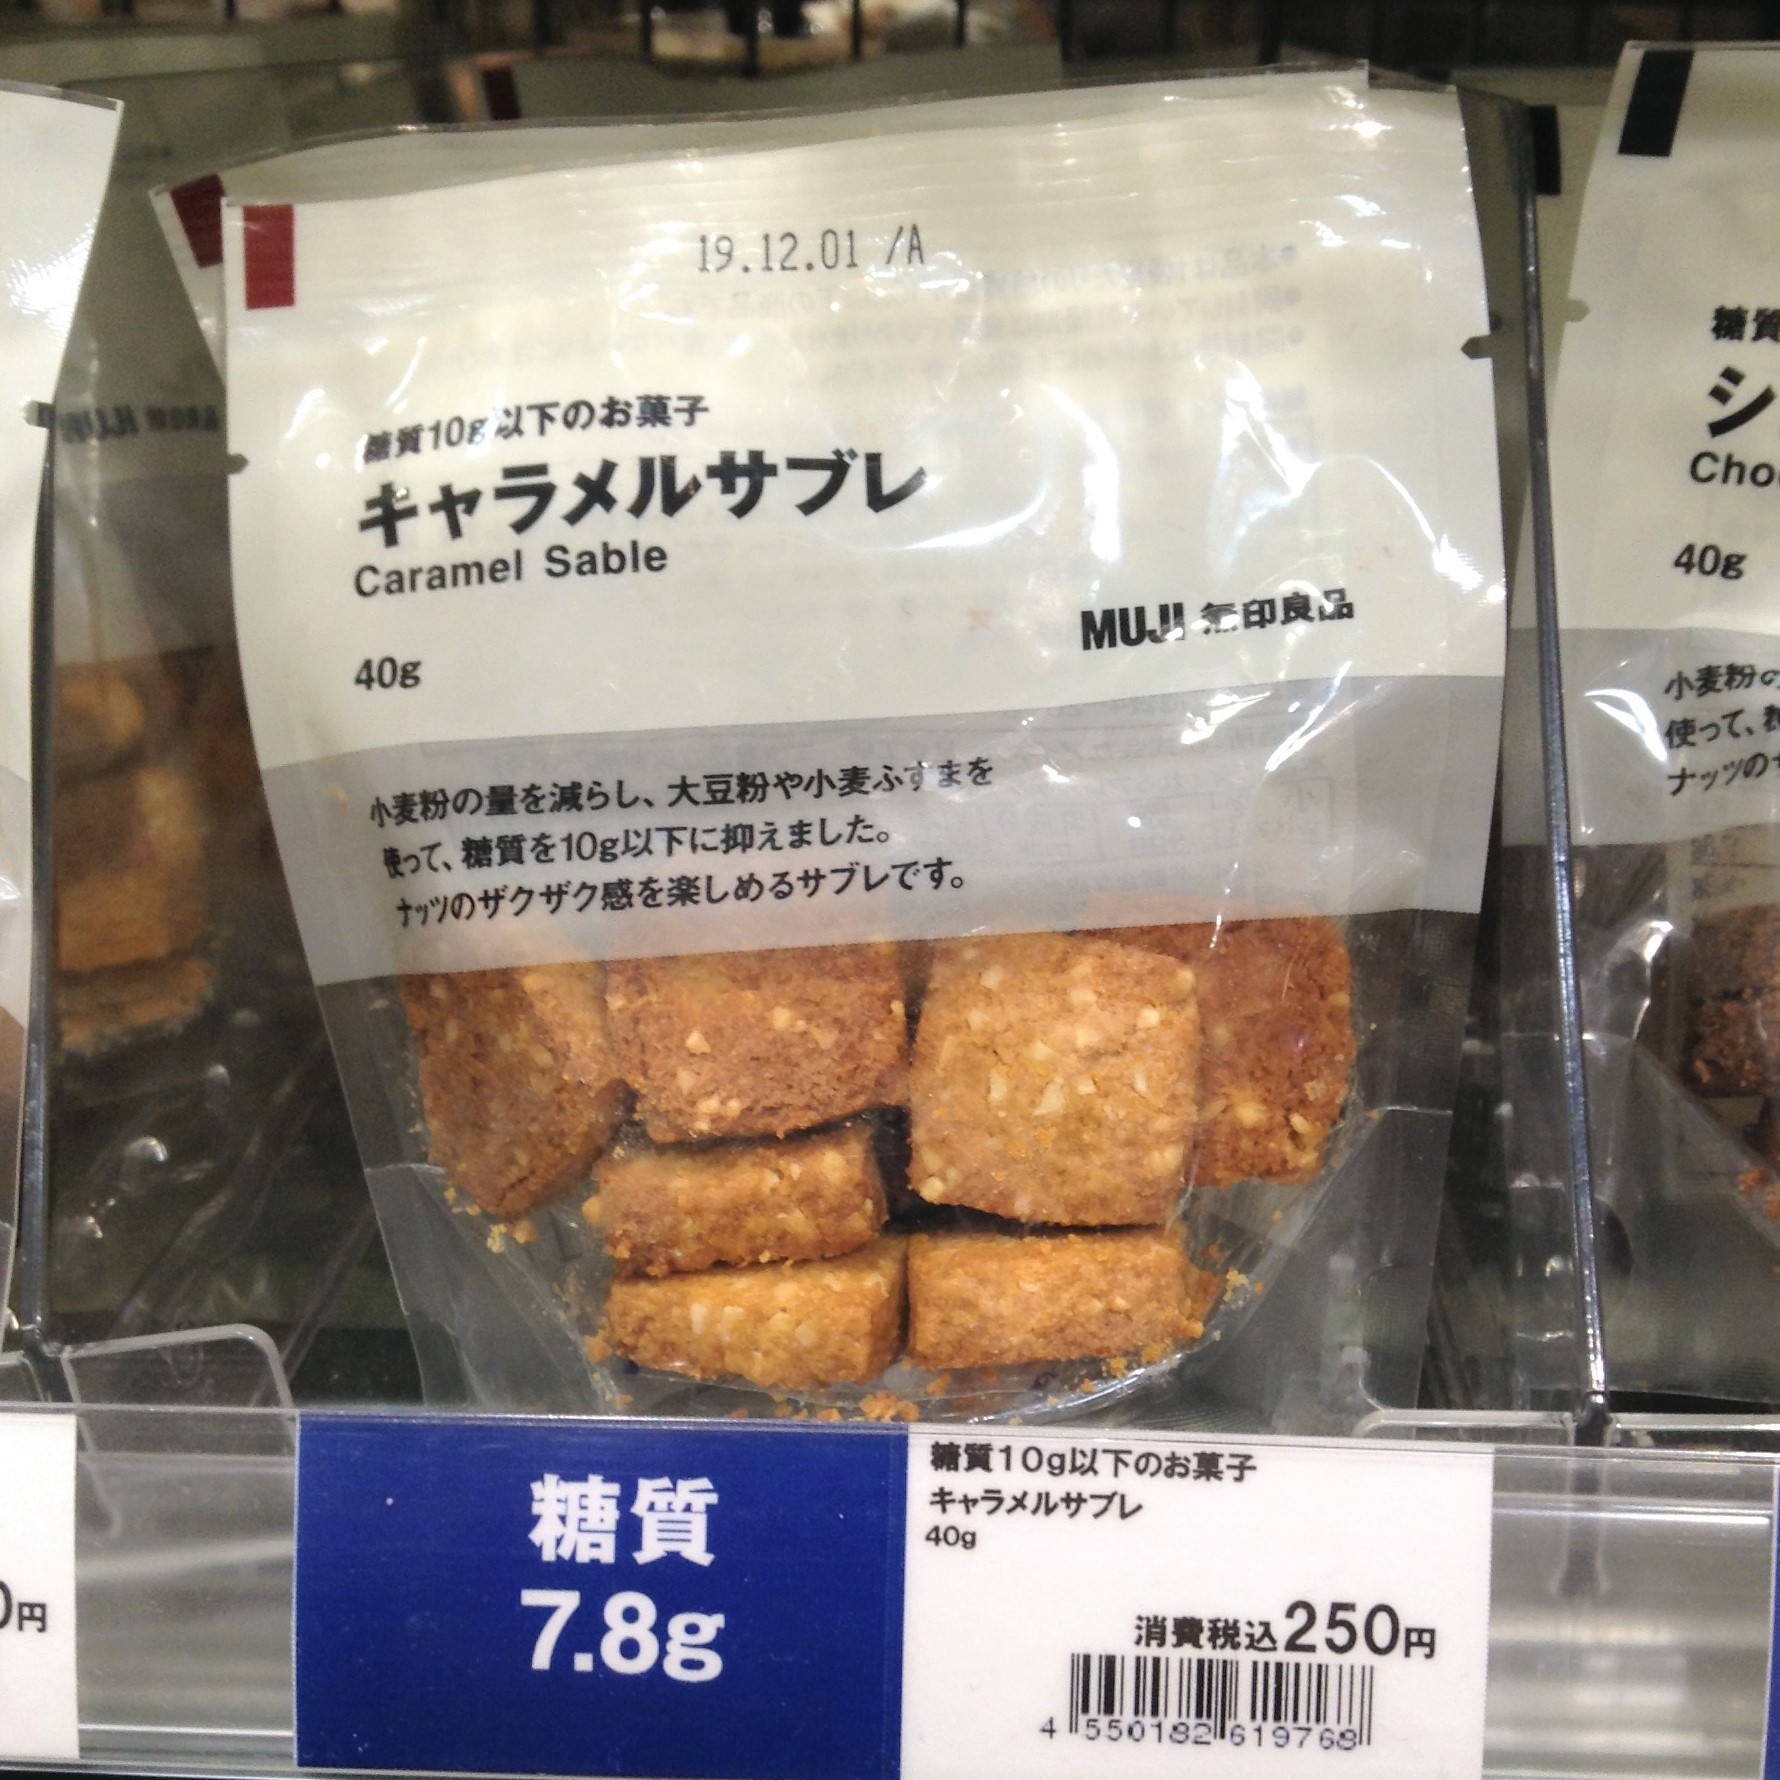 19.12.01 /A
糖質10g以下のお菓子
キャラメルサブレ
Caramel Sable
40g
MUJI 無印良品
小麦粉の量を減らし、大豆粉や小麦ふすまを
使って、糖質を10g以下に抑えました。
ナッツのザクザク感を楽しめるサブレです。
糖質
シ
40g
小麦粉の
使って、
ナッツの
円
糖質
7.8g
糖質10g以下のお菓子
キャラメルサブレ
40g
消費税込250円
4 550182 619768